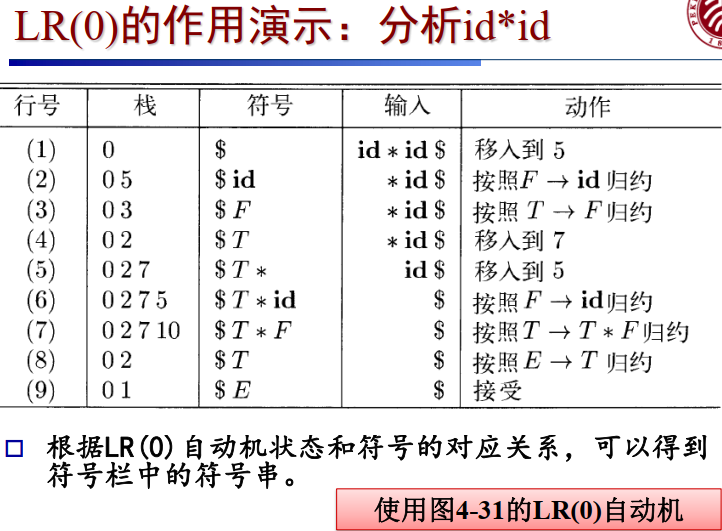 LR(0)的作用演示：分析id*id
行号 栈 符号 输入 动作
(1) 0 $ id * id $ 移入到 5
(2) 0 5 $ id * id $ 按照F → id 归约
(3) 0 3 $ F * id $ 按照 T → F 归约
(4) 0 2 $ T * id $ 移入到 7
(5) 0 2 7 $ T * id $ 移入到 5
(6) 0 2 7 5 $ T * id $ 按照 F → id归约
(7) 0 2 7 10 $ T * F $ 按照T → T * F 归约
(8) 0 2 $ T $ 按照E → T 归约
(9) 0 1 $ E $ 接受
根据LR(0)自动机状态和符号的对应关系，可以得到
符号栏中的符号串。
使用图4-31的LR(0)自动机